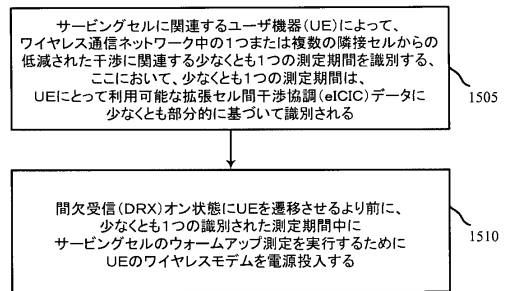 サービングセルに関連するユーザ機器(UE)によって、
ワイヤレス通信ネットワーク中の1つまたは複数の隣接セルからの
低減された干渉に関連する少なくとも1つの測定期間を識別する、
ここにおいて、少なくとも1つの測定期間は、
UEにとって利用可能な拡張セル間干渉協調(eICIC)データに
少なくとも部分的に基づいて識別される
1505
間欠受信(DRX)オン状態にUEを遷移させるより前に、
少なくとも1つの識別された測定期間中に
サービングセルのウォームアップ測定を実行するために
UEのワイヤレスモデムを電源投入する
1510